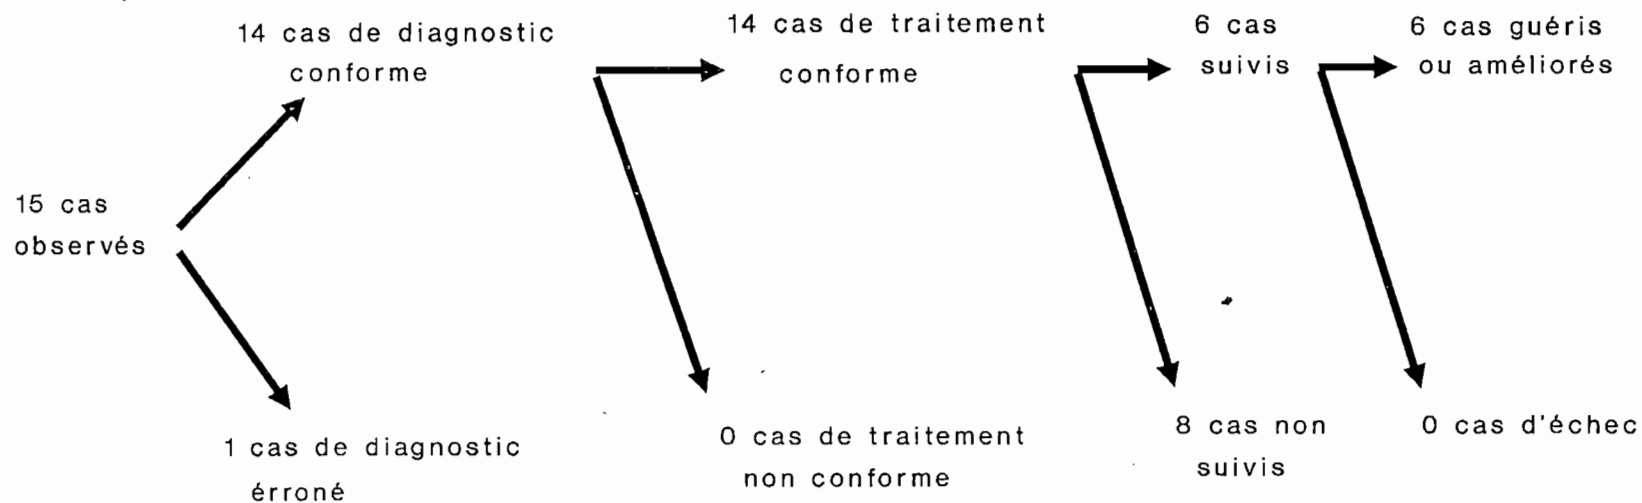 14 cas de diagnostic
conforme
14 cas de traitement
conforme
6 cas
suivis
6 cas guéris
ou améliorés
15 cas
observés
1 cas de diagnostic
érroné
0 cas de traitement
non conforme
8 cas non
suivis
0 cas d'échec